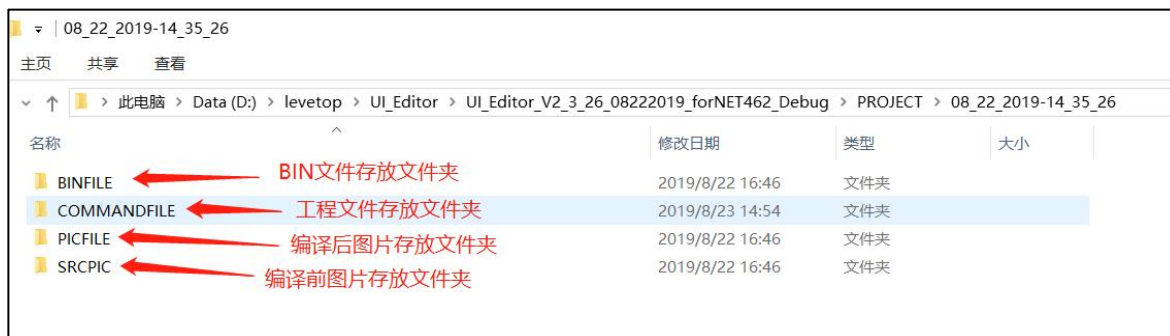 08_22_2019-14_35_26
主页 共享 查看
此电脑 > Data (D:) > levetop > UI_Editor > UI_Editor_V2_3_26_08222019_forNET462_Debug > PROJECT > 08_22_2019-14_35_26
名称 修改日期 类型 大小
BINFILE BIN文件存放文件夹 2019/8/22 16:46 文件夹
COMMANDFILE 工程文件存放文件夹 2019/8/23 14:54 文件夹
PICFILE 编译后图片存放文件夹 2019/8/22 16:46 文件夹
SRCPIC 编译前图片存放文件夹 2019/8/22 16:46 文件夹